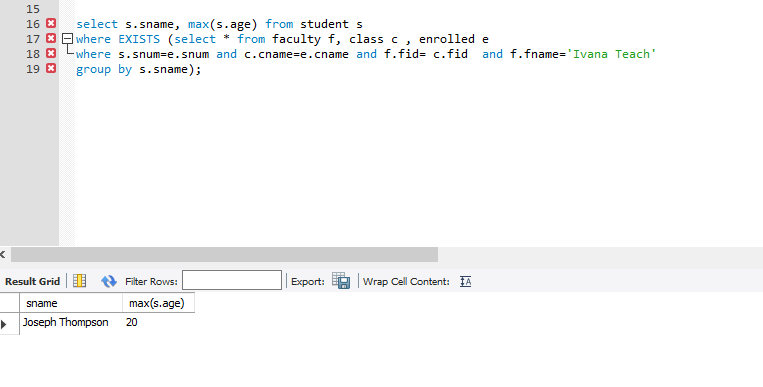 15
16 select s.sname, max(s.age) from student s
17 where EXISTS (select * from faculty f, class c , enrolled e
18 where s.snum=e.snum and c.cname=e.cname and f.fid= c.fid  and f.fname='Ivana Teach'
19 group by s.sname);
Result Grid Filter Rows: Export: Wrap Cell Content: IA
sname max(s.age)
Joseph Thompson 20